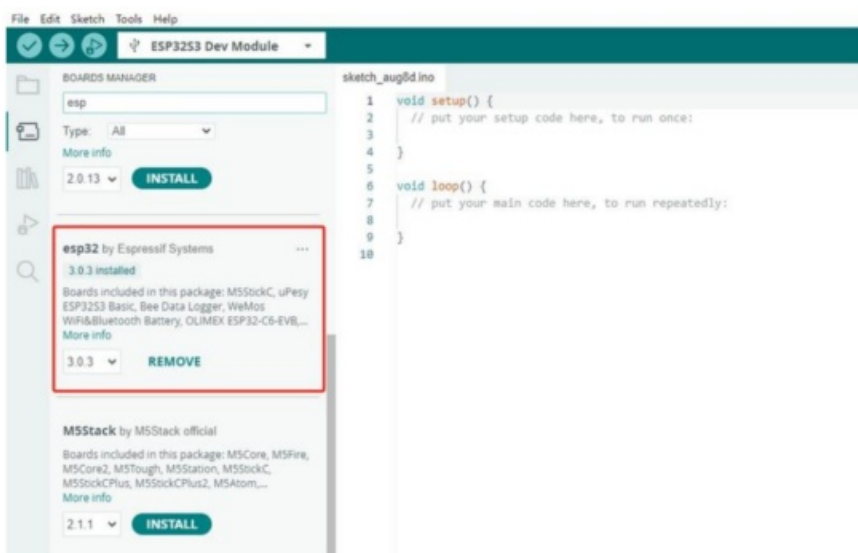 File Edit Sketch Tools Help
ESP32S3 Dev Module
BOARDS MANAGER
esp
Type: All
More info
2.0.13 INSTALL
esp32 by Espressif Systems ...
3.0.3 installed
Boards included in this package: M5StickC, uPesy
ESP32S3 Basic, Bee Data Logger, WeMos
WiFi&Bluetooth Battery, OLIMEX ESP32-C6-EVB,...
More info
3.0.3 REMOVE
M5Stack by M5Stack official
Boards included in this package: M5Core, M5Fire,
M5Core2, M5Tough, M5Station, M5StickC,
M5StickCPlus, M5StickCPlus2, M5Atom,...
More info
2.1.1 INSTALL
sketch_aug8d.ino
1 void setup() {
2 // put your setup code here, to run once:
3
4 }
5
6 void loop() {
7 // put your main code here, to run repeatedly:
8
9 }
10